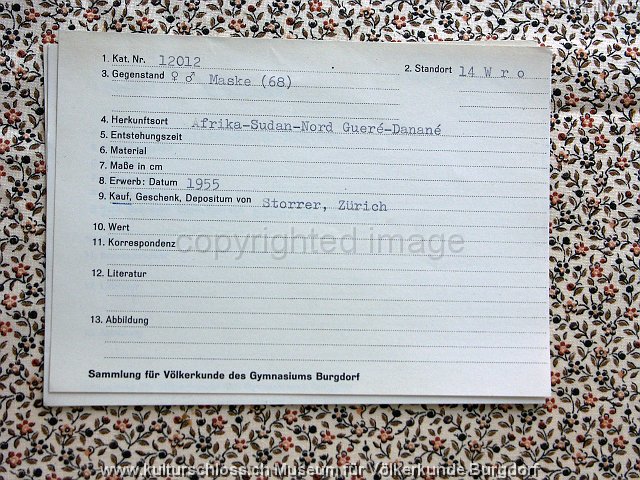 1. Kat. Nr. 12012
2. Standort 14 W r o
3. Gegenstand ♀ ♂ Maske (68)
4. Herkunftsort Afrika-Sudan-Nord Gueré-Danané
5. Entstehungszeit
6. Material
7. Maße in cm
8. Erwerb: Datum 1955
9. Kauf, Geschenk, Depositum von Storrer, Zürich
10. Wert
11. Korrespondenz
copyrighted image
12. Literatur
13. Abbildung
Sammlung für Völkerkunde des Gymnasiums Burgdorf
www.kulturschloss.ch Museum für Völkerkunde Burgdorf